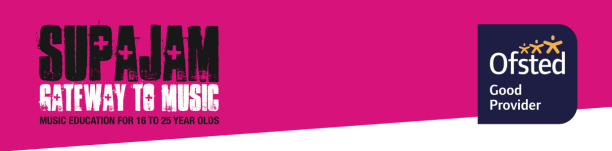 SUPAJAM
GATEWAY TO MUSIC
MUSIC EDUCATION FOR 16 TO 25 YEAR OLDS
Ofsted
Good
Provider